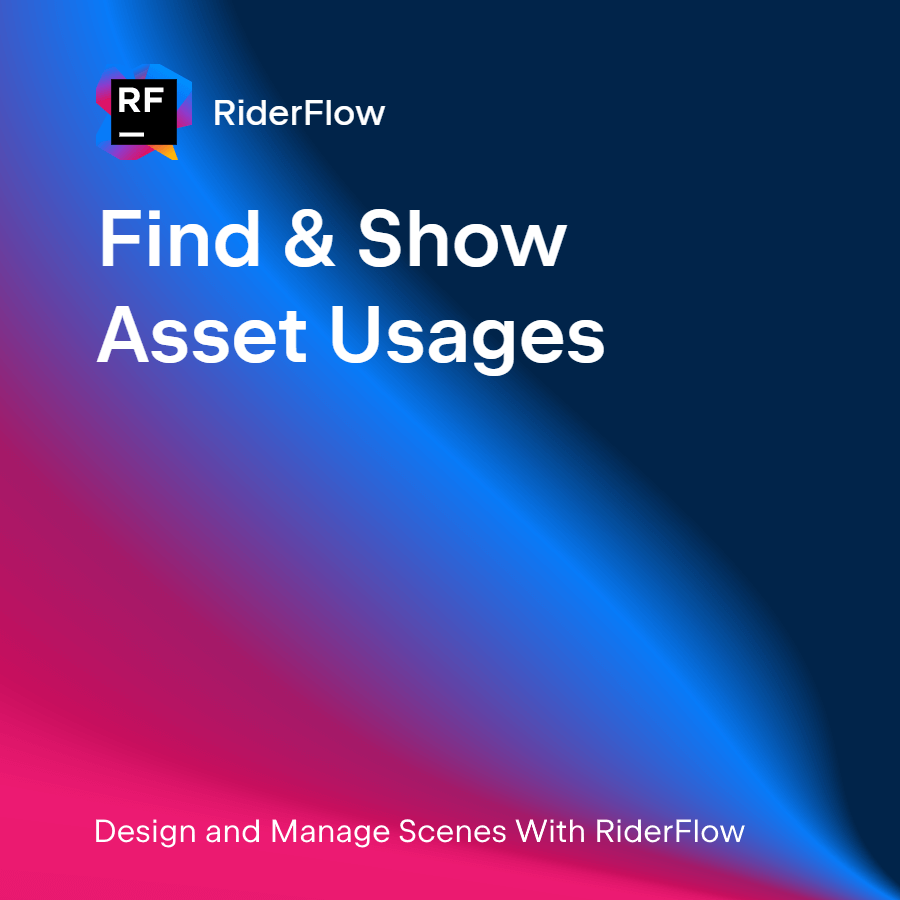 RF
RiderFlow
Find & Show
Asset Usages
Design and Manage Scenes With RiderFlow